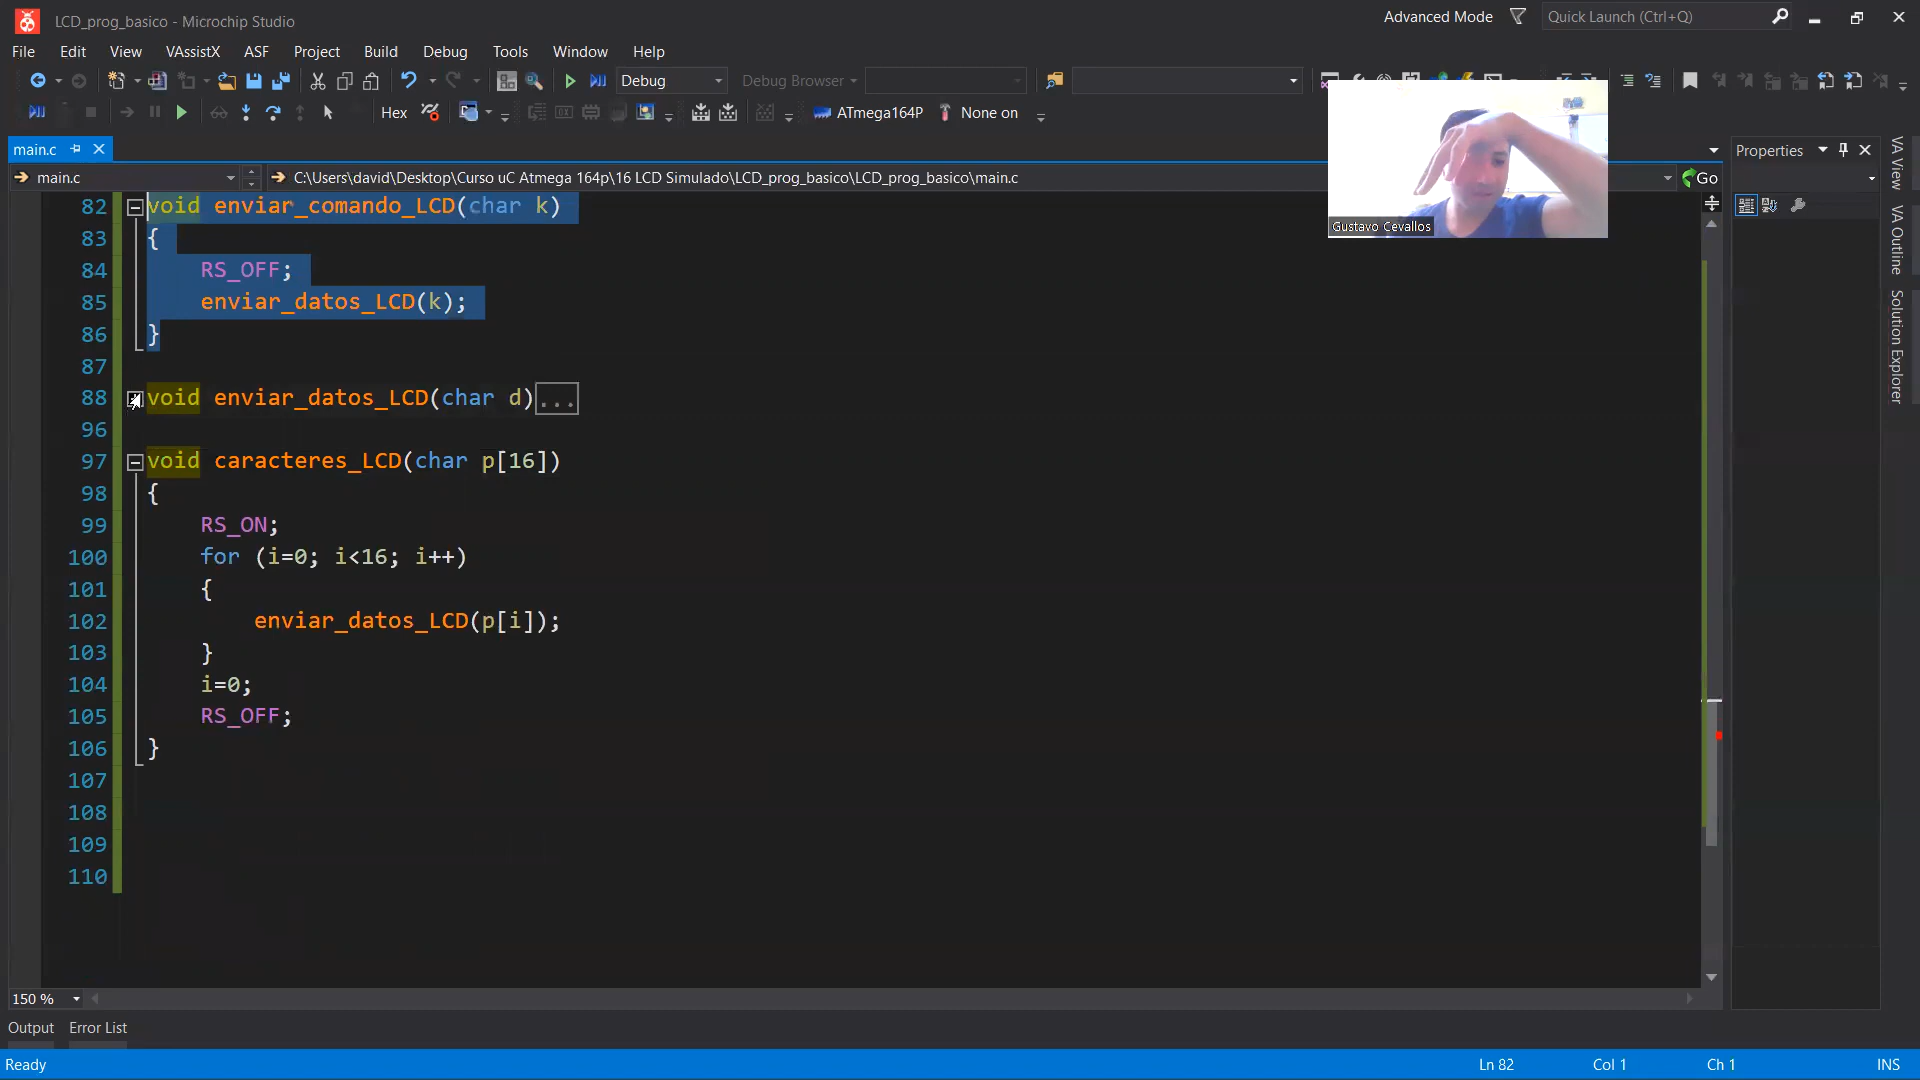 LCD_prog_basico - Microchip Studio
Advanced Mode
Quick Launch (Ctrl+Q)
File Edit View VAssistX ASF Project Build Debug Tools Window Help
Debug
Debug Browser
Hex
ATmega164P
None on
main.c
main.c
C:\Users\david\Desktop\Curso uC Atmega 164p\16 LCD Simulado\LCD_prog_basico\LCD_prog_basico\main.c
Go
Properties
VA View
VA Outline
Solution Explorer
Gustavo Cevallos
82 void enviar_comando_LCD(char k)
83 {
84 RS_OFF;
85 enviar_datos_LCD(k);
86 }
87
88 void enviar_datos_LCD(char d)...
96
97 void caracteres_LCD(char p[16])
98 {
99 RS_ON;
100 for (i=0; i<16; i++)
101 {
102 enviar_datos_LCD(p[i]);
103 }
104 i=0;
105 RS_OFF;
106 }
107
108
109
110
150 %
Output Error List
Ready
Ln 82 Col 1 Ch 1 INS